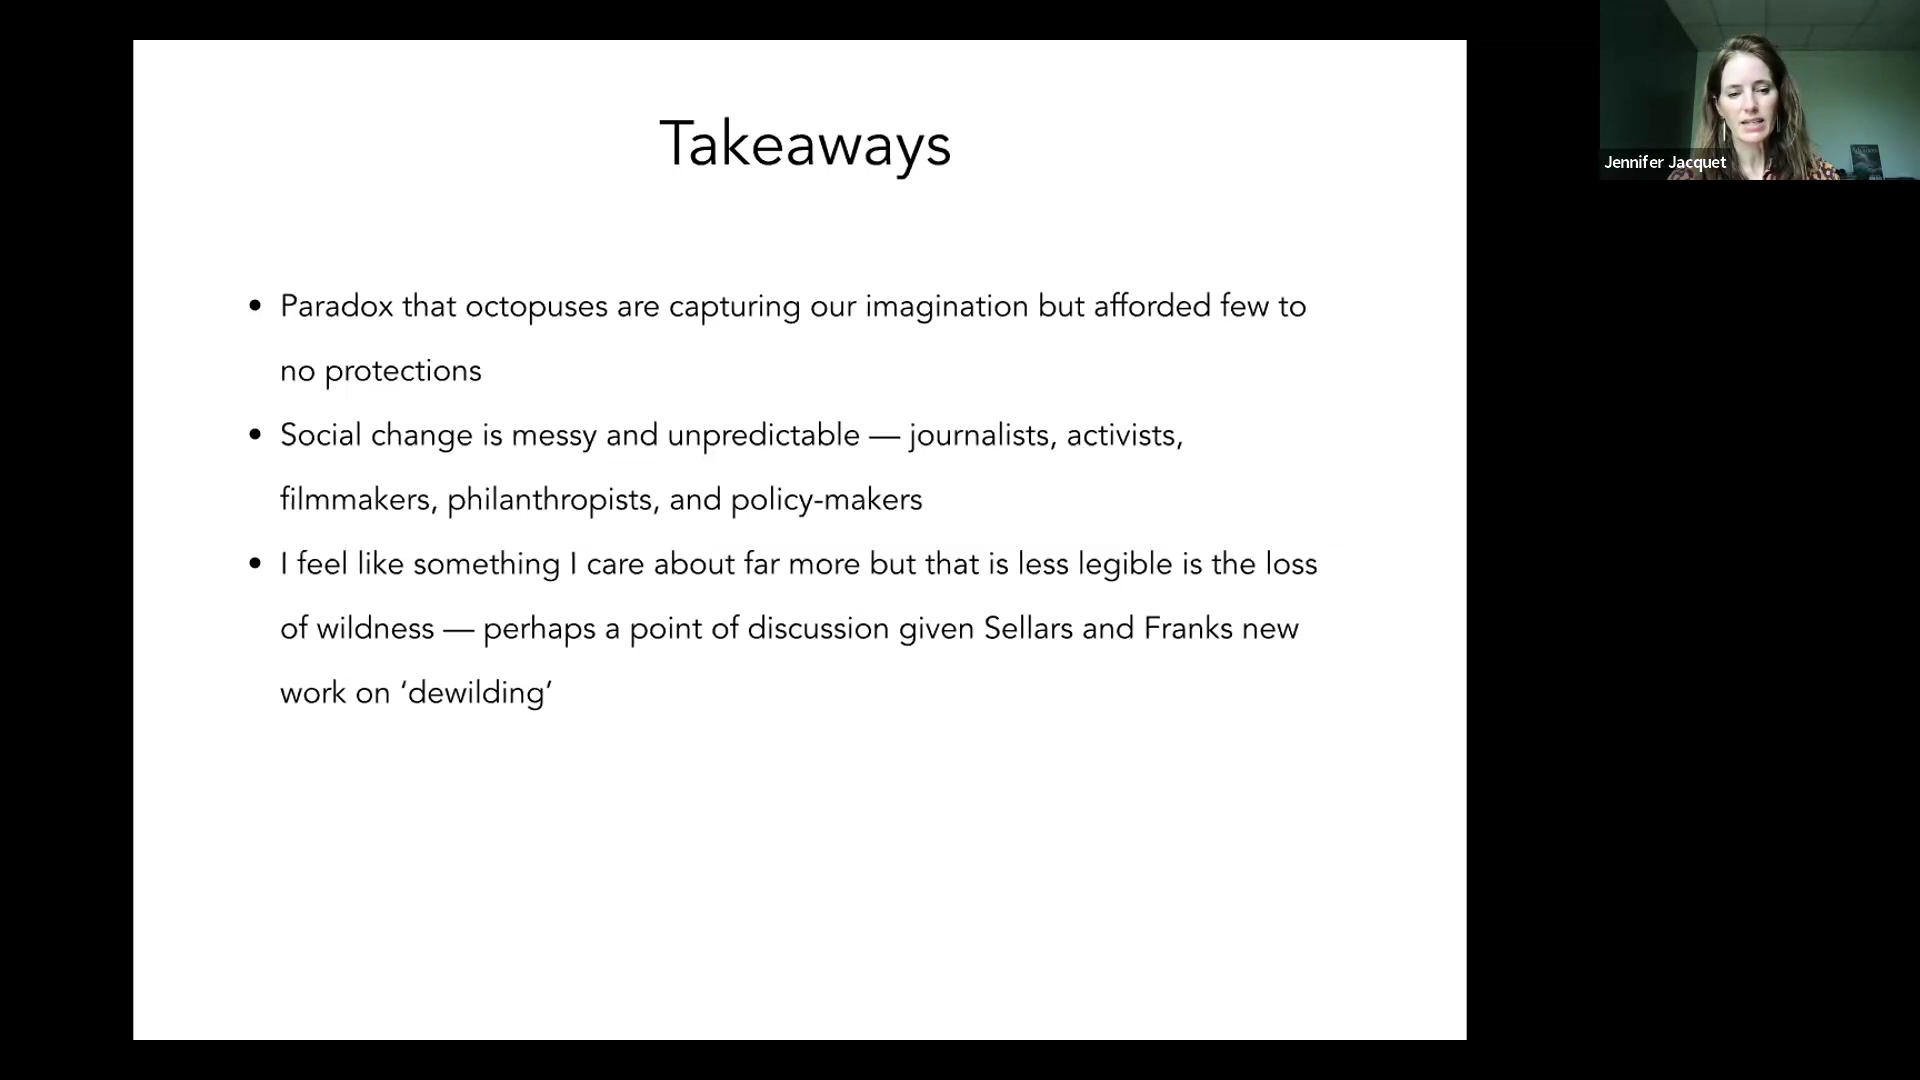 Takeaways
• Paradox that octopuses are capturing our imagination but afforded few to
no protections
• Social change is messy and unpredictable — journalists, activists,
filmmakers, philanthropists, and policy-makers
• I feel like something I care about far more but that is less legible is the loss
of wildness — perhaps a point of discussion given Sellars and Franks new
work on ‘dewilding’
Jennifer Jacquet